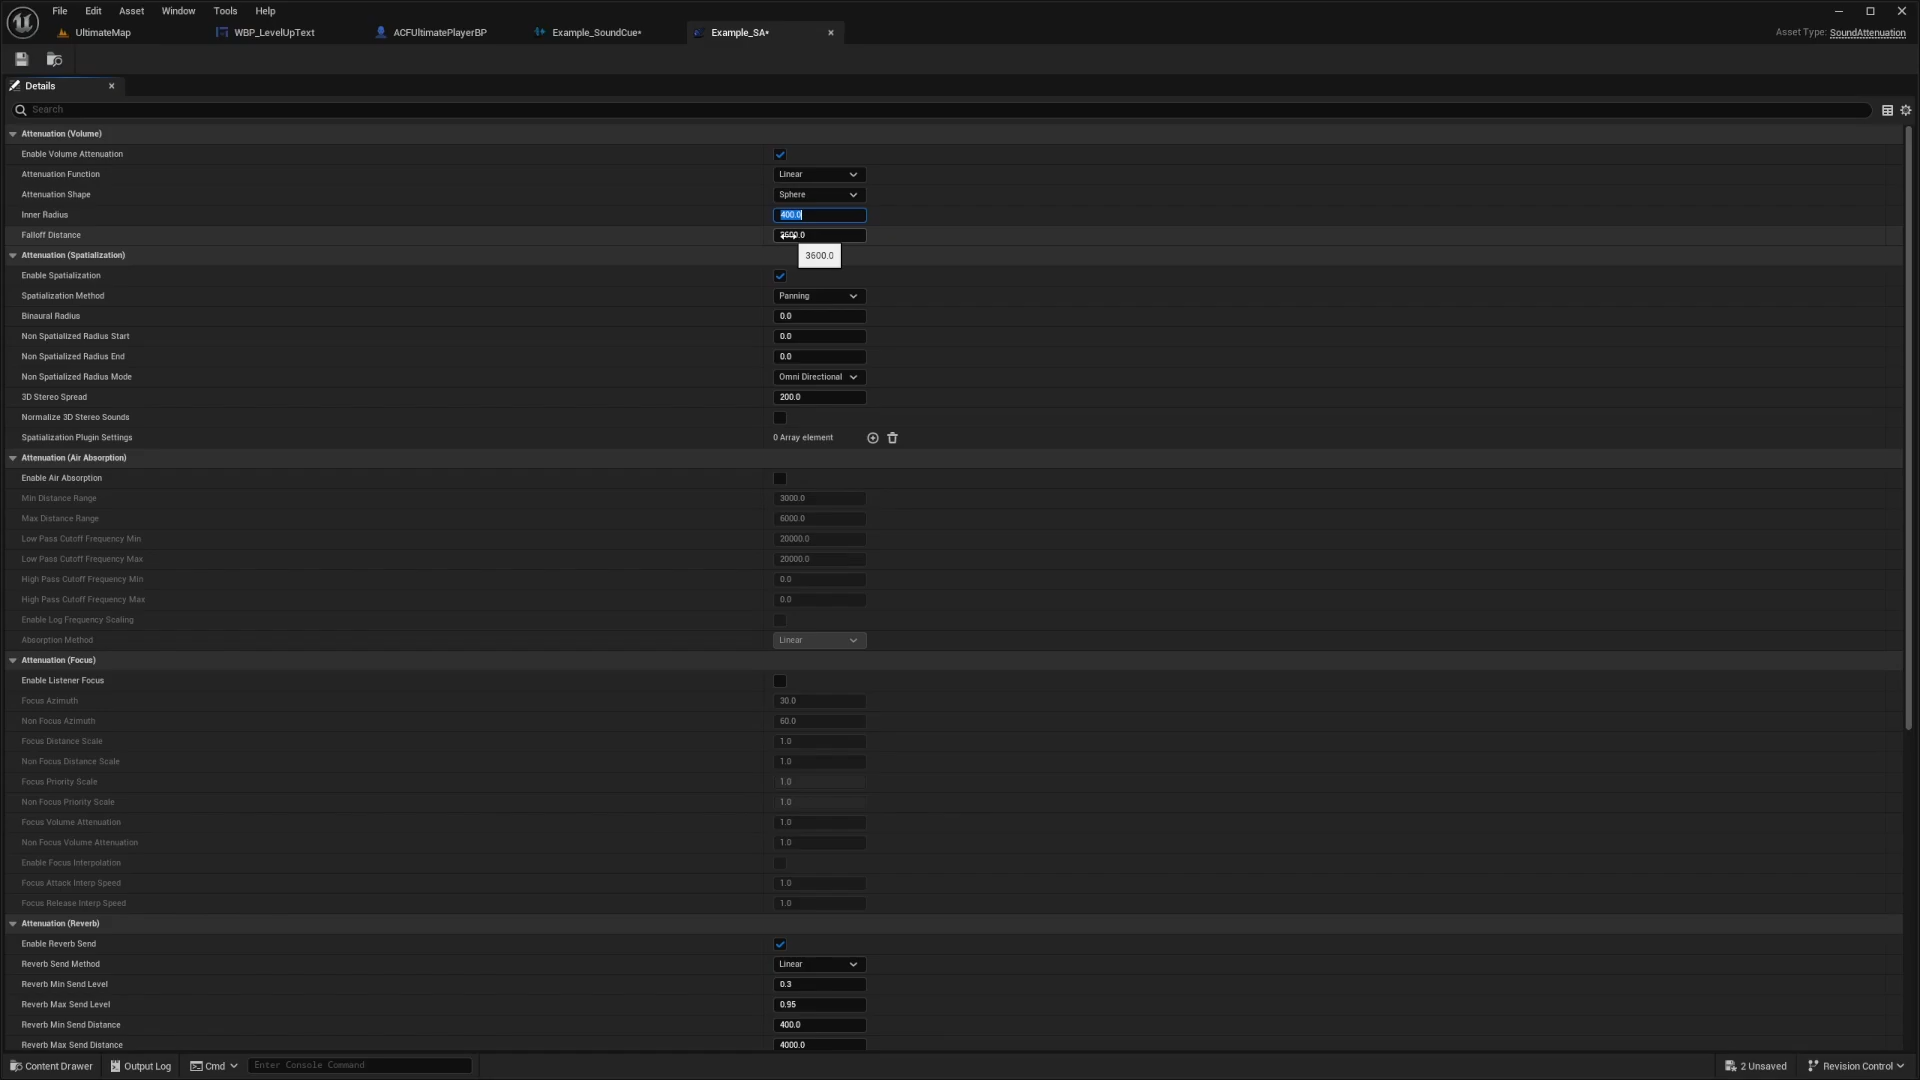 File Edit Asset Window Tools Help
UltimateMap WBP_LevelUpText ACFUltimatePlayerBP Example_SoundCue* Example_SA* Asset Type: SoundAttenuation
Details
Search
Attenuation (Volume)
Enable Volume Attenuation
Attenuation Function Linear
Attenuation Shape Sphere
Inner Radius 400.0
Falloff Distance 3600.0
3600.0
Attenuation (Spatialization)
Enable Spatialization
Spatialization Method Panning
Binaural Radius 0.0
Non Spatialized Radius Start 0.0
Non Spatialized Radius End 0.0
Non Spatialized Radius Mode Omni Directional
3D Stereo Spread 200.0
Normalize 3D Stereo Sounds
Spatialization Plugin Settings 0 Array element
Attenuation (Air Absorption)
Enable Air Absorption
Min Distance Range 3000.0
Max Distance Range 6000.0
Low Pass Cutoff Frequency Min 20000.0
Low Pass Cutoff Frequency Max 20000.0
High Pass Cutoff Frequency Min 0.0
High Pass Cutoff Frequency Max 0.0
Enable Log Frequency Scaling
Absorption Method Linear
Attenuation (Focus)
Enable Listener Focus
Focus Azimuth 30.0
Non Focus Azimuth 60.0
Focus Distance Scale 1.0
Non Focus Distance Scale 1.0
Focus Priority Scale 1.0
Non Focus Priority Scale 1.0
Focus Volume Attenuation 1.0
Non Focus Volume Attenuation 1.0
Enable Focus Interpolation
Focus Attack Interp Speed 1.0
Focus Release Interp Speed 1.0
Attenuation (Reverb)
Enable Reverb Send
Reverb Send Method Linear
Reverb Min Send Level 0.3
Reverb Max Send Level 0.95
Reverb Min Send Distance 400.0
Reverb Max Send Distance 4000.0
Content Drawer Output Log Cmd Enter Console Command 2 Unsaved Revision Control